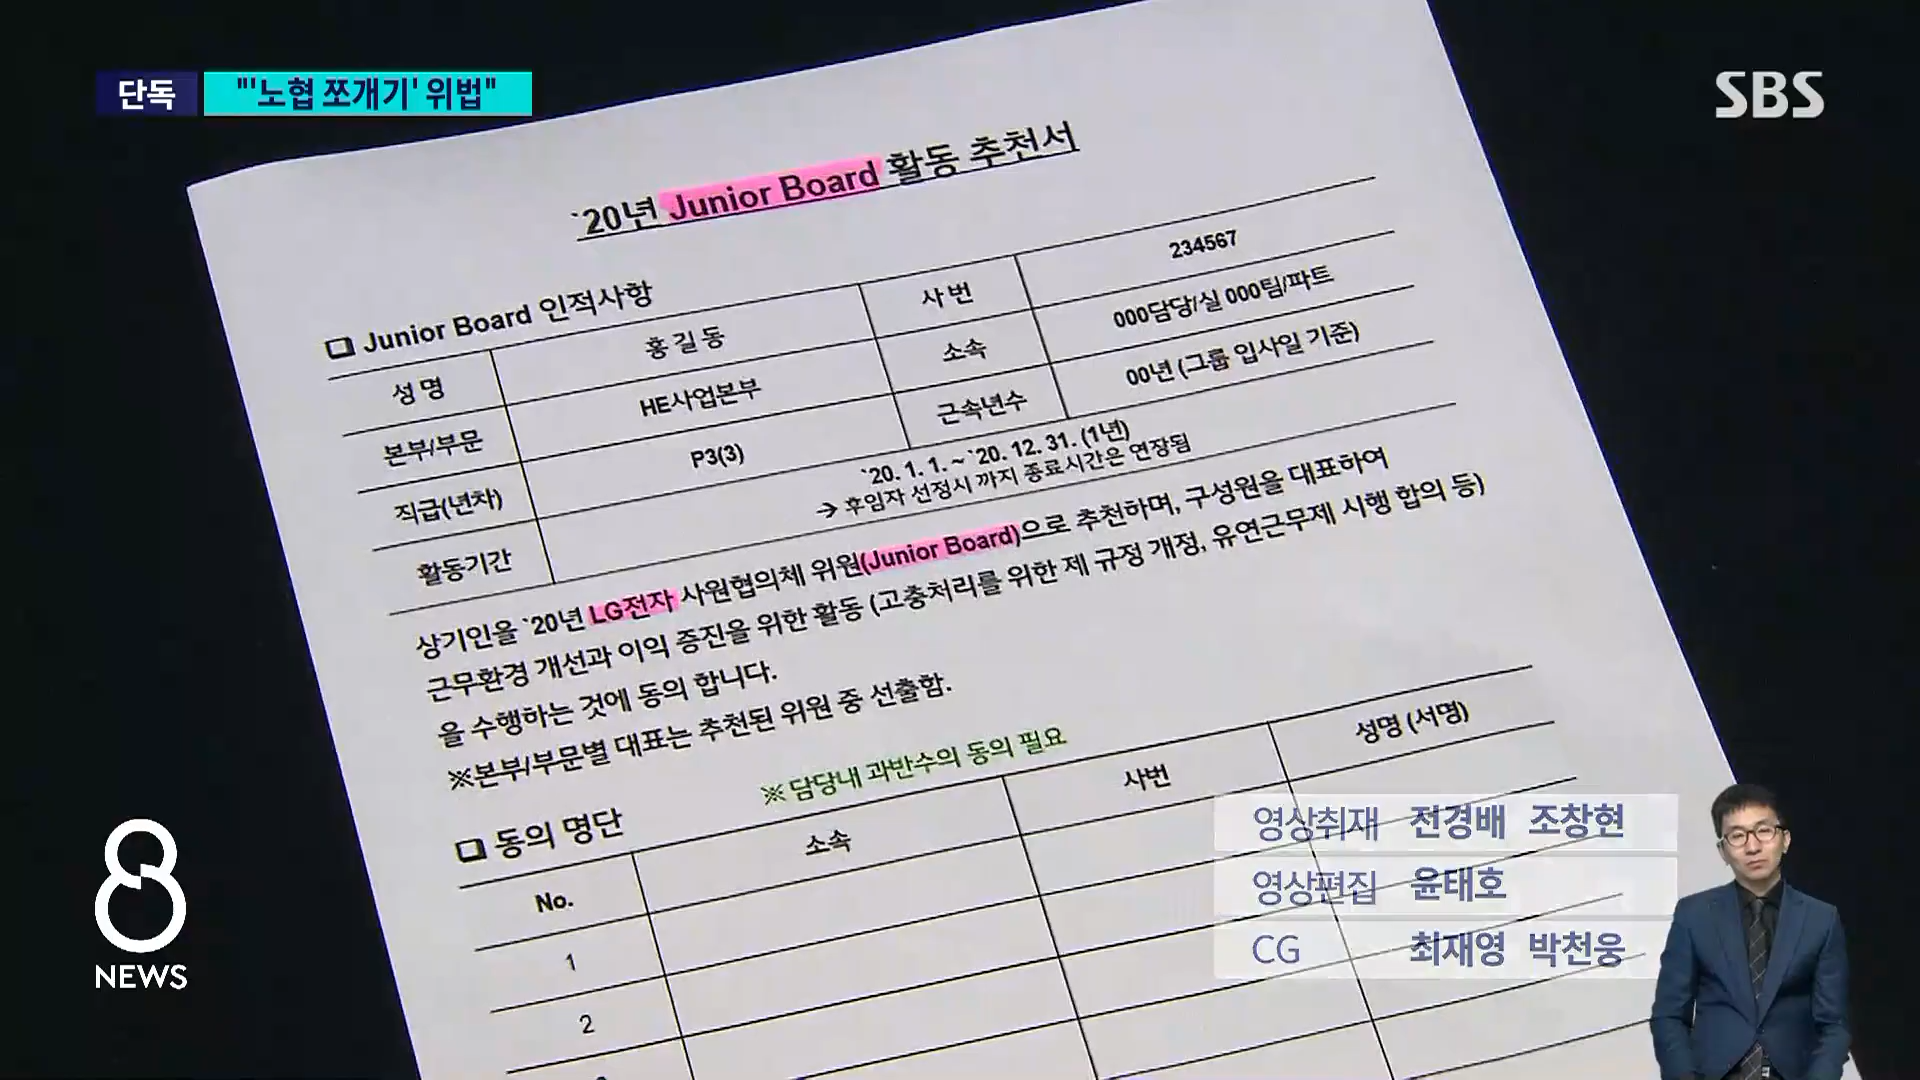 단독
"'노협 쪼개기' 위법"
SBS
`20년 Junior Board 활동 추천서
❏ Junior Board 인적사항
성 명 홍 길 동 사 번 234567
본부/부문 HE사업본부 소속 000담당/실 000팀/파트
직급(년차) P3(3) 근속년수 00년 (그룹 입사일 기준)
활동기간 `20. 1. 1. ~ `20. 12. 31. (1년)
→ 후임자 선정시 까지 종료시간은 연장됨
상기인을 `20년 LG전자 사원협의체 위원(Junior Board)으로 추천하며, 구성원을 대표하여
근무환경 개선과 이익 증진을 위한 활동 (고충처리를 위한 제 규정 개정, 유연근무제 시행 합의 등)
을 수행하는 것에 동의 합니다.
※본부/부문별 대표는 추천된 위원 중 선출함.
※ 담당내 과반수의 동의 필요
❏ 동의 명단
No. 소속 사번 성명 (서명)
1
2
영상취재 전경배 조창현
영상편집 윤태호
CG 최재영 박천웅
8
NEWS